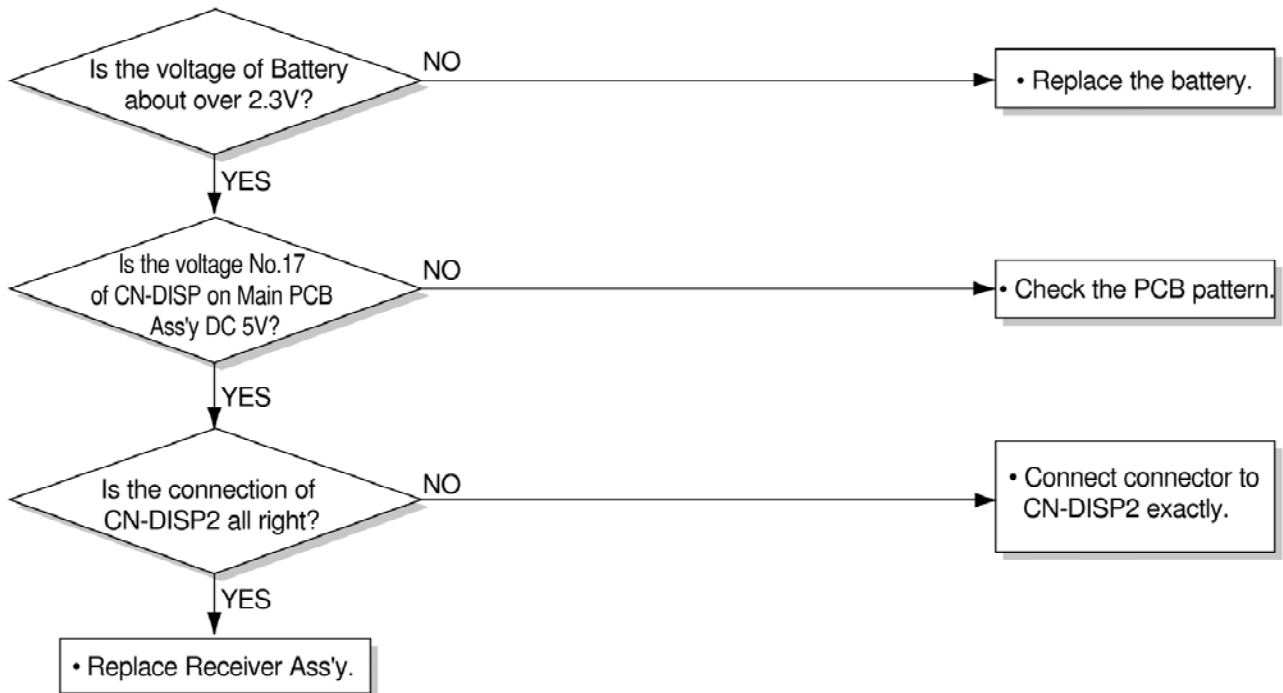 Is the voltage of Battery
about over 2.3V?
NO
• Replace the battery.
YES
Is the voltage No.17
of CN-DISP on Main PCB
Ass'y DC 5V?
NO
• Check the PCB pattern.
YES
Is the connection of
CN-DISP2 all right?
NO
• Connect connector to
CN-DISP2 exactly.
YES
• Replace Receiver Ass'y.